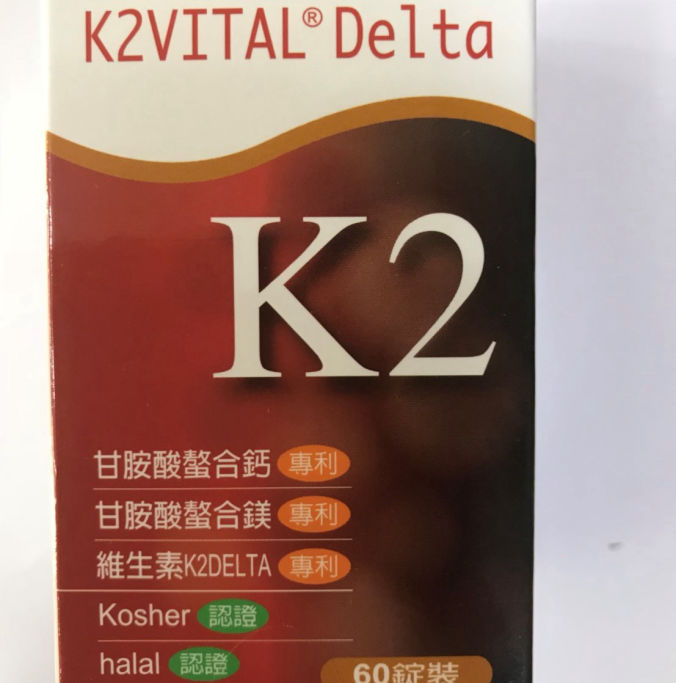 K2VITAL® Delta
K2
甘胺酸螯合鈣 專利
甘胺酸螯合鎂 專利
維生素K2DELTA 專利
Kosher 認證
halal 認證
60錠裝